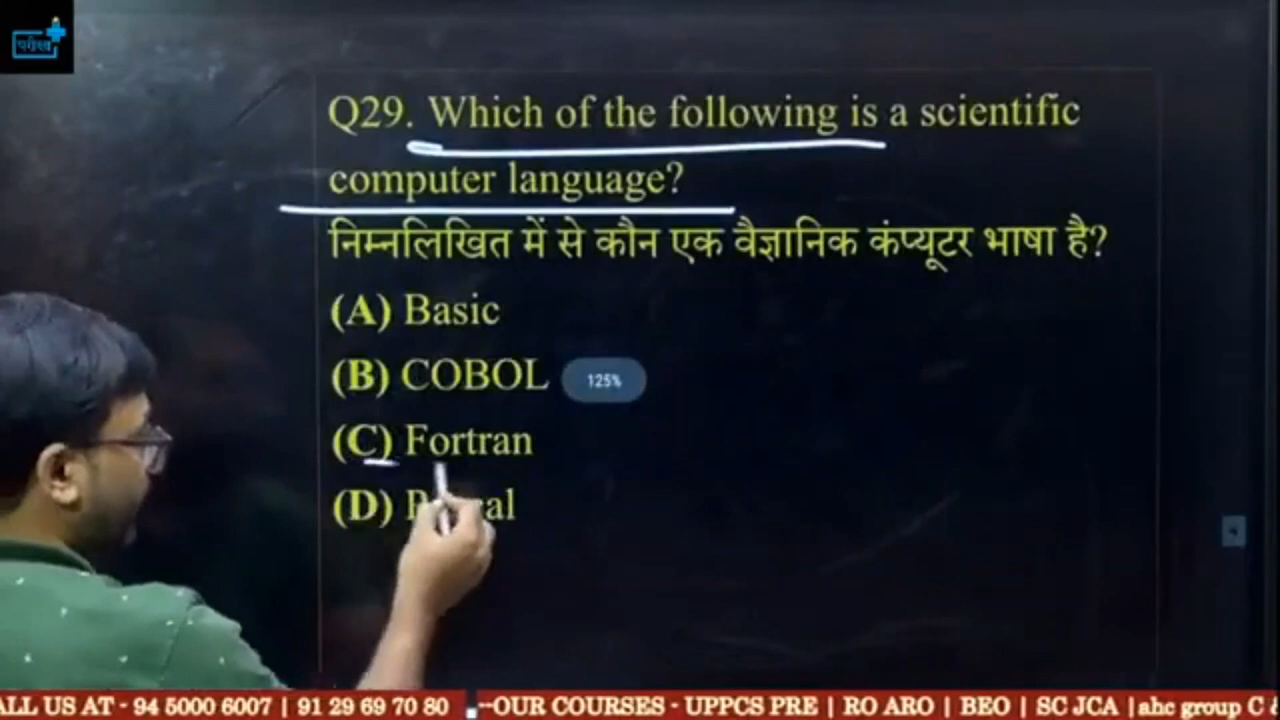 परीक्षा
Q29. Which of the following is a scientific
computer language?
निम्नलिखित में से कौन एक वैज्ञानिक कंप्यूटर भाषा है?
(A) Basic
(B) COBOL
125%
(C) Fortran
(D)
ALL US AT - 94 5000 6007 | 91 29 69 70 80 --OUR COURSES - UPPCS PRE | RO ARO | BEO | SC JCA | ahc group C &